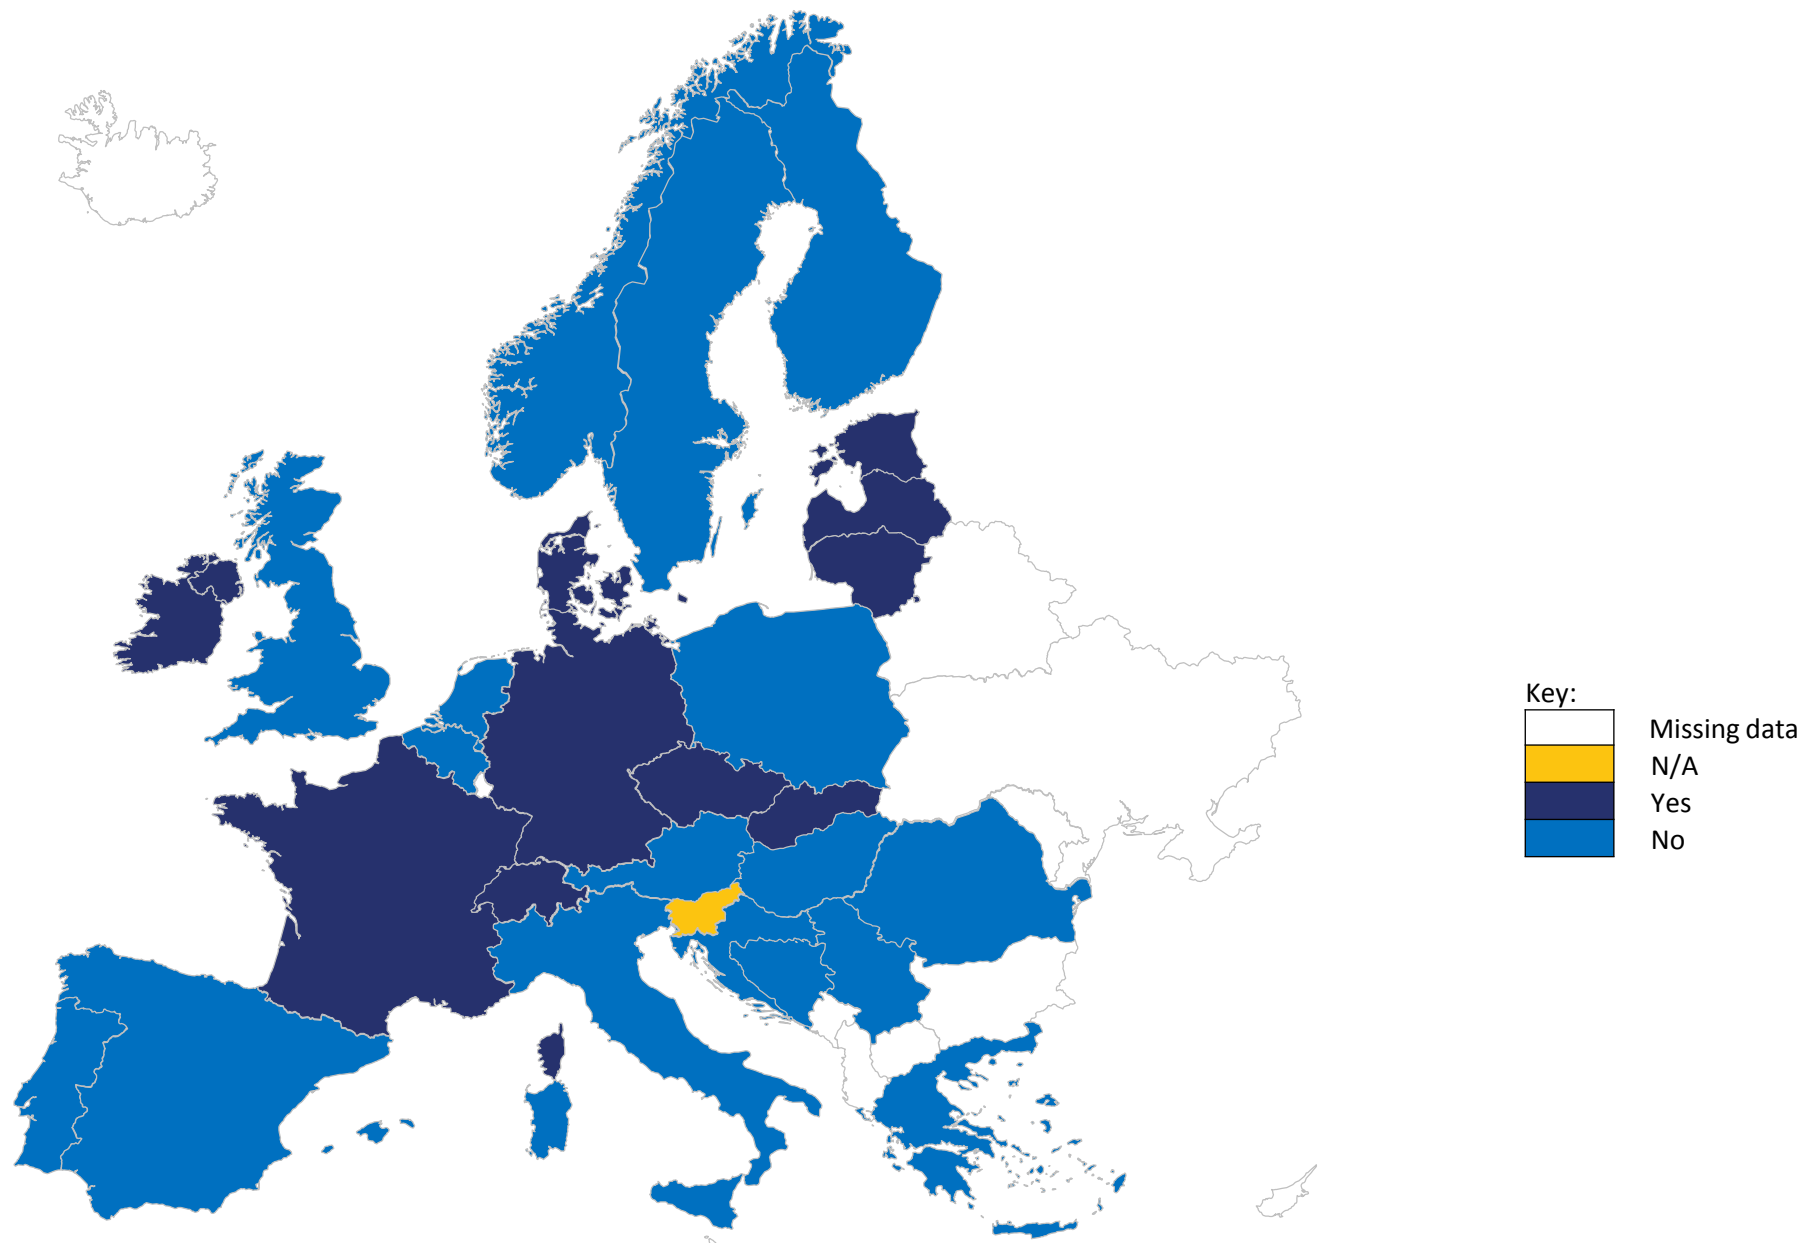 Key:
Missing data
N/A
Yes
No